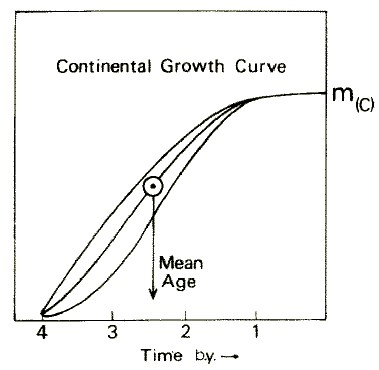 Continental Growth Curve
m(C)
Mean
Age
4 3 2 1
Time b.y. →